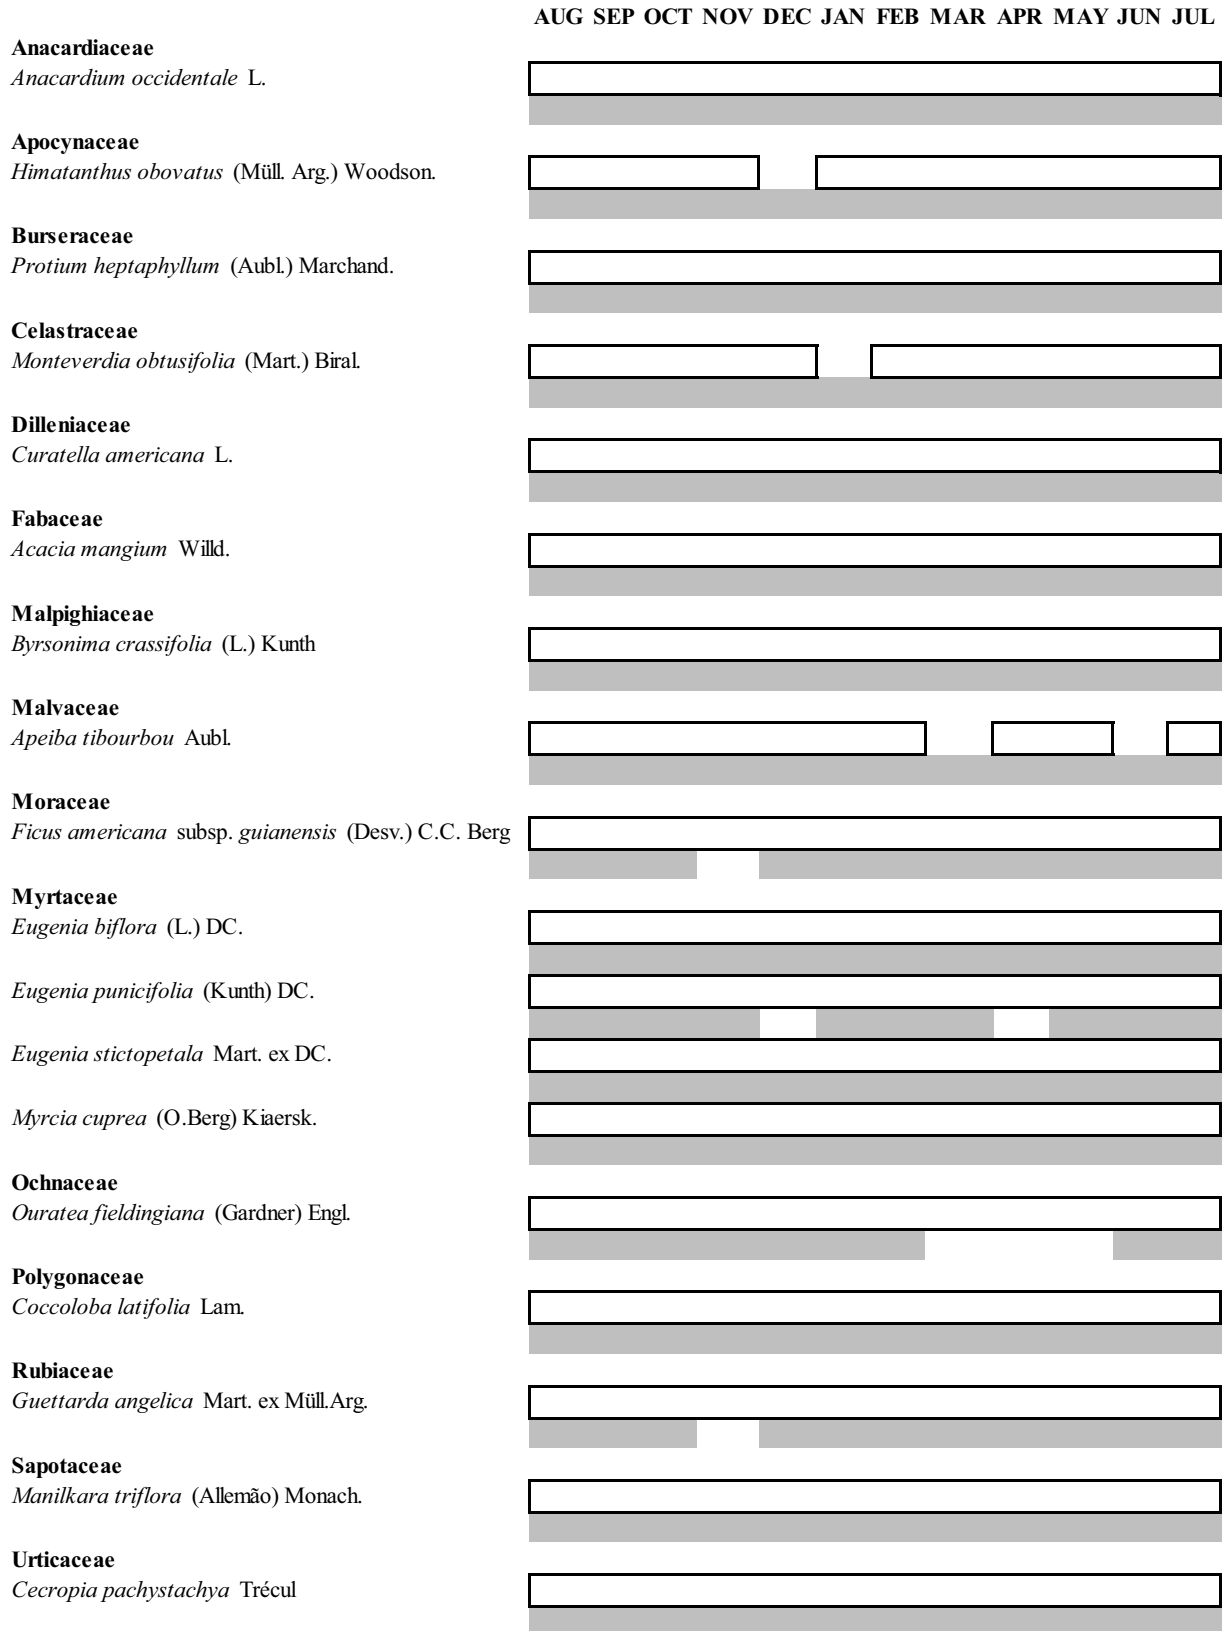 AUG SEP OCT NOV DEC JAN FEB MAR APR MAY JUN JUL
Anacardiaceae
Anacardium occidentale L.
Apocynaceae
Himatanthus obovatus (Müll. Arg.) Woodson.
Burseraceae
Protium heptaphyllum (Aubl.) Marchand.
Celastraceae
Monteverdia obtusifolia (Mart.) Biral.
Dilleniaceae
Curatella americana L.
Fabaceae
Acacia mangium Willd.
Malpighiaceae
Byrsonima crassifolia (L.) Kunth
Malvaceae
Apeiba tibourbou Aubl.
Moraceae
Ficus americana subsp. guianensis (Desv.) C.C. Berg
Myrtaceae
Eugenia biflora (L.) DC.
Eugenia punicifolia (Kunth) DC.
Eugenia stictopetala Mart. ex DC.
Myrcia cuprea (O.Berg) Kiaersk.
Ochnaceae
Ouratea fieldingiana (Gardner) Engl.
Polygonaceae
Coccoloba latifolia Lam.
Rubiaceae
Guettarda angelica Mart. ex Müll.Arg.
Sapotaceae
Manilkara triflora (Allemão) Monach.
Urticaceae
Cecropia pachystachya Trécul